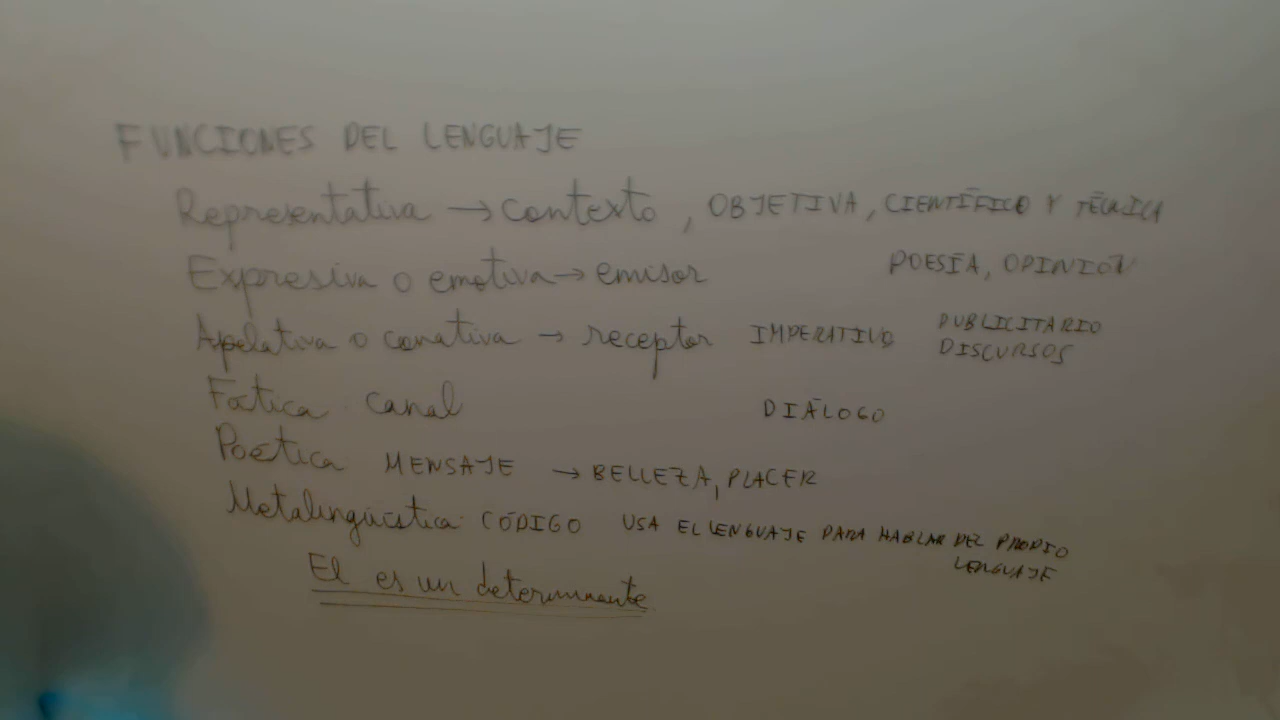 FUNCIONES DEL LENGUAJE
Representativa → contexto, OBJETIVA, CIENTÍFICO Y TÉCNICA
Expresiva o emotiva → emisor POESÍA, OPINIÓN
Apelativa o conativa → receptor IMPERATIVO PUBLICITARIO
DISCURSOS
Fática canal DIÁLOGO
Poética MENSAJE → BELLEZA, PLACER
Metalingüística CÓDIGO USA EL LENGUAJE PARA HABLAR DEL PROPIO
LENGUAJE
El es un determinante